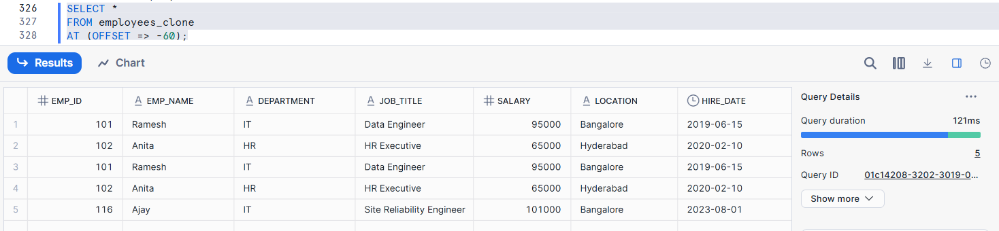 326 SELECT *
327 FROM employees_clone
328 AT (OFFSET => -60);
Results Chart
# EMP_ID A EMP_NAME A DEPARTMENT A JOB_TITLE # SALARY A LOCATION HIRE_DATE
1 101 Ramesh IT Data Engineer 95000 Bangalore 2019-06-15
2 102 Anita HR HR Executive 65000 Hyderabad 2020-02-10
3 101 Ramesh IT Data Engineer 95000 Bangalore 2019-06-15
4 102 Anita HR HR Executive 65000 Hyderabad 2020-02-10
5 116 Ajay IT Site Reliability Engineer 101000 Bangalore 2023-08-01
Query Details ...
Query duration 121ms
Rows 5
Query ID 01c14208-3202-3019-0...
Show more